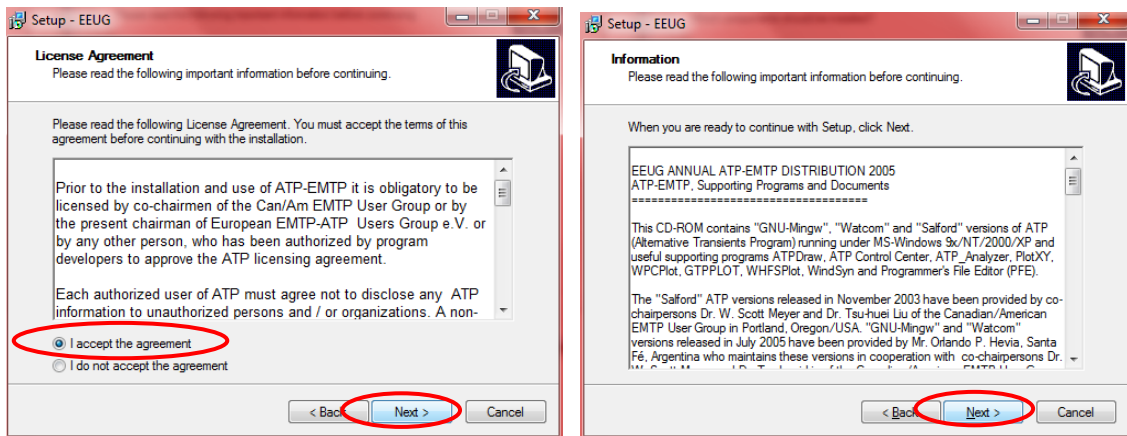 Setup - EEUG
License Agreement
Please read the following important information before continuing.
Please read the following License Agreement. You must accept the terms of this
agreement before continuing with the installation.
Prior to the installation and use of ATP-EMTP it is obligatory to be
licensed by co-chairmen of the Can/Am EMTP User Group or by
the present chairman of European EMTP-ATP Users Group e.V. or
by any other person, who has been authorized by program
developers to approve the ATP licensing agreement.
Each authorized user of ATP must agree not to disclose any ATP
information to unauthorized persons and / or organizations. A non-
I accept the agreement
I do not accept the agreement
< Back
Next >
Cancel
Setup - EEUG
Information
Please read the following important information before continuing.
When you are ready to continue with Setup, click Next.
EEUG ANNUAL ATP-EMTP DISTRIBUTION 2005
ATP-EMTP, Supporting Programs and Documents
=====================================
This CD-ROM contains "GNU-Mingw", "Watcom" and "Salford" versions of ATP
(Alternative Transients Program) running under MS-Windows 9x/NT/2000/XP and
useful supporting programs ATPDraw, ATP Control Center, ATP_Analyzer, PlotXY,
WPCPlot, GTPPLOT, WHFSPlot, WindSyn and Programmer's File Editor (PFE).
The "Salford" ATP versions released in November 2003 have been provided by co-
chairpersons Dr. W. Scott Meyer and Dr. Tsu-huei Liu of the Canadian/American
EMTP User Group in Portland, Oregon/USA. "GNU-Mingw" and "Watcom"
versions released in July 2005 have been provided by Mr. Orlando P. Hevia, Santa
Fé, Argentina who maintains these versions in cooperation with co-chairpersons Dr.
< Back
Next >
Cancel